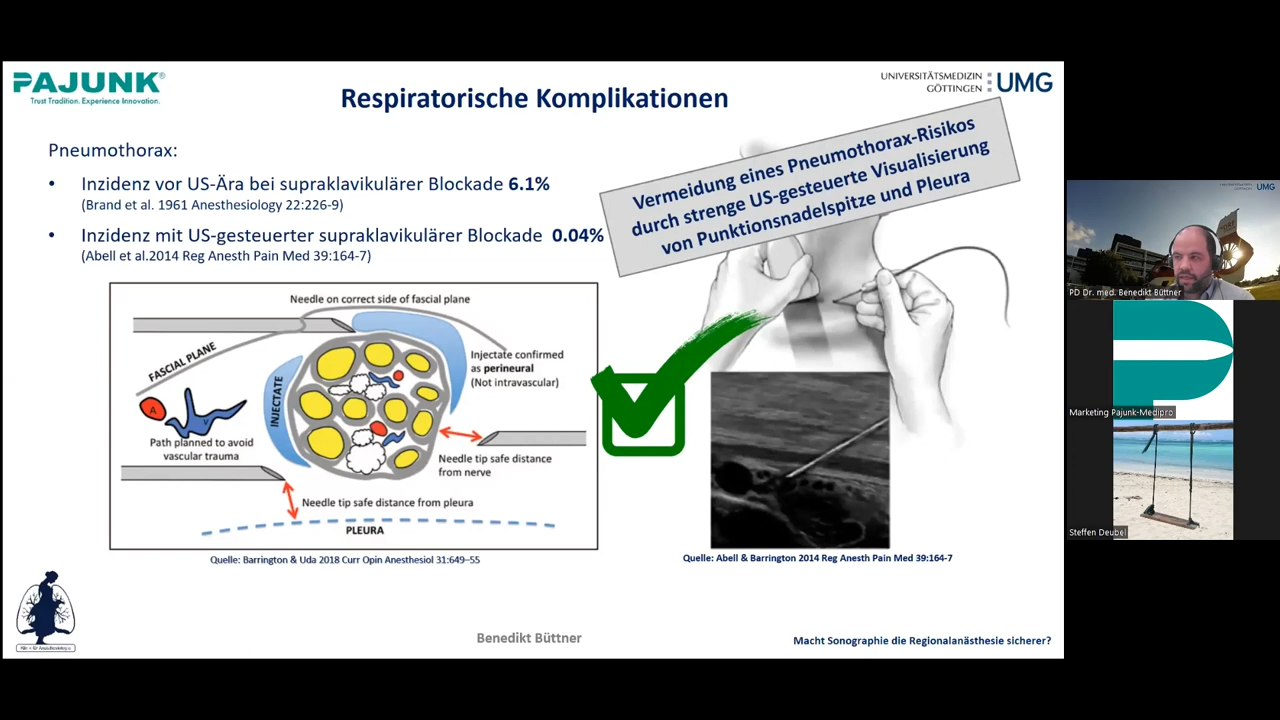 PAJUNK®
Trust Tradition. Experience Innovation.
Respiratorische Komplikationen
UNIVERSITÄTSMEDIZIN
GÖTTINGEN
UMG
Pneumothorax:
• Inzidenz vor US-Ära bei supraklavikulärer Blockade 6.1%
(Brand et al. 1961 Anesthesiology 22:226-9)
• Inzidenz mit US-gesteuerter supraklavikulärer Blockade 0.04%
(Abell et al.2014 Reg Anesth Pain Med 39:164-7)
Vermeidung eines Pneumothorax-Risikos
durch strenge US-gesteuerte Visualisierung
von Punktionsnadelspitze und Pleura
Needle on correct side of fascial plane
FASCIAL PLANE
INJECTATE
Injectate confirmed
as perineural
(Not intravascular)
A
V
Path planned to avoid
vascular trauma
Needle tip safe distance
from nerve
Needle tip safe distance from pleura
PLEURA
Quelle: Barrington & Uda 2018 Curr Opin Anesthesiol 31:649–55
Quelle: Abell & Barrington 2014 Reg Anesth Pain Med 39:164-7
Benedikt Büttner
Macht Sonographie die Regionalanästhesie sicherer?
UMG
PD Dr. med. Benedikt Büttner
Marketing Pajunk-Medipro
Steffen Deubel